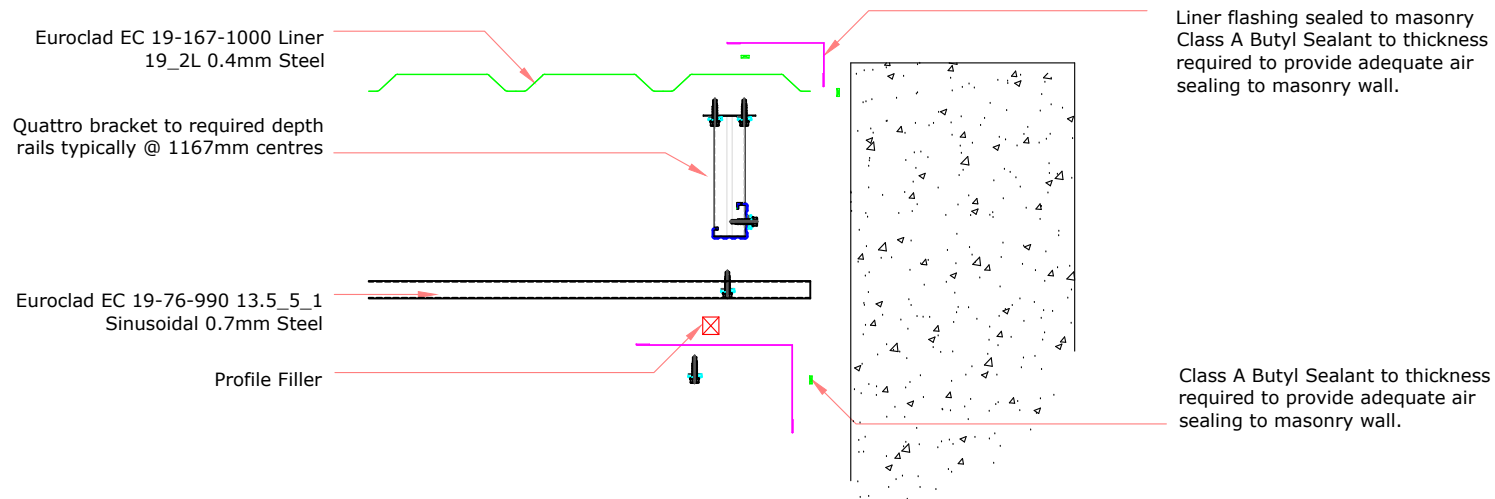 Euroclad EC 19-167-1000 Liner
19_2L 0.4mm Steel
Quattro bracket to required depth
rails typically @ 1167mm centres
Euroclad EC 19-76-990 13.5_5_1
Sinusoidal 0.7mm Steel
Profile Filler
Liner flashing sealed to masonry
Class A Butyl Sealant to thickness
required to provide adequate air
sealing to masonry wall.
Class A Butyl Sealant to thickness
required to provide adequate air
sealing to masonry wall.